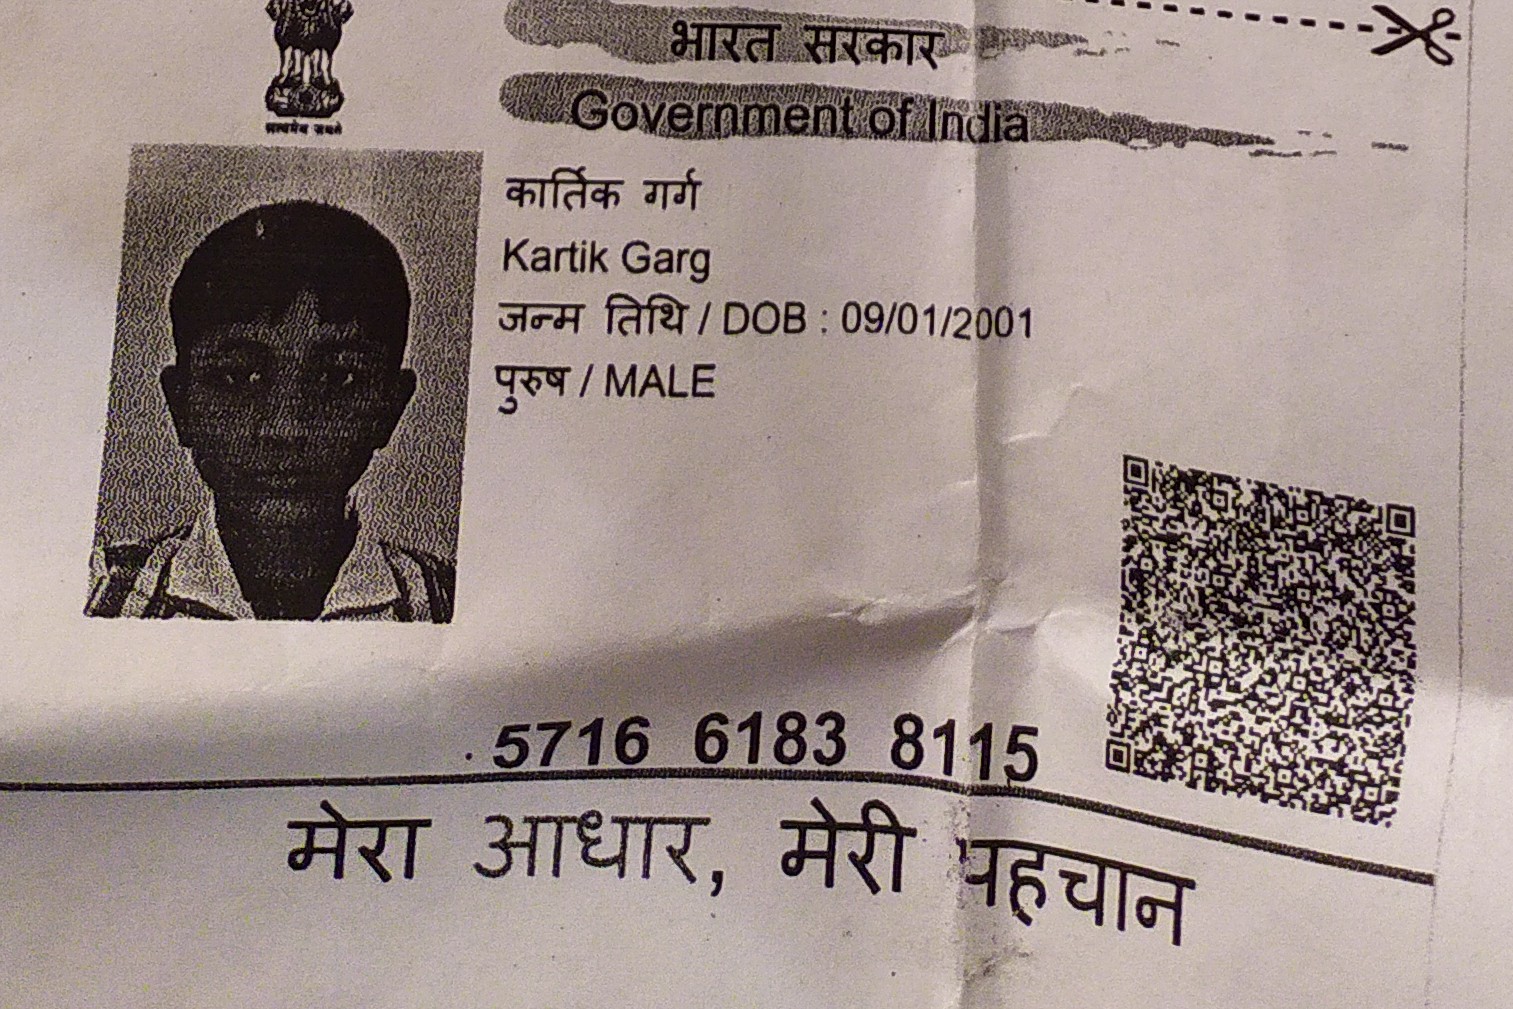 सत्यमेव जयते
भारत सरकार
Government of India
कार्तिक गर्ग
Kartik Garg
जन्म तिथि / DOB : 09/01/2001
पुरुष / MALE
5716 6183 8115
मेरा आधार, मेरी पहचान